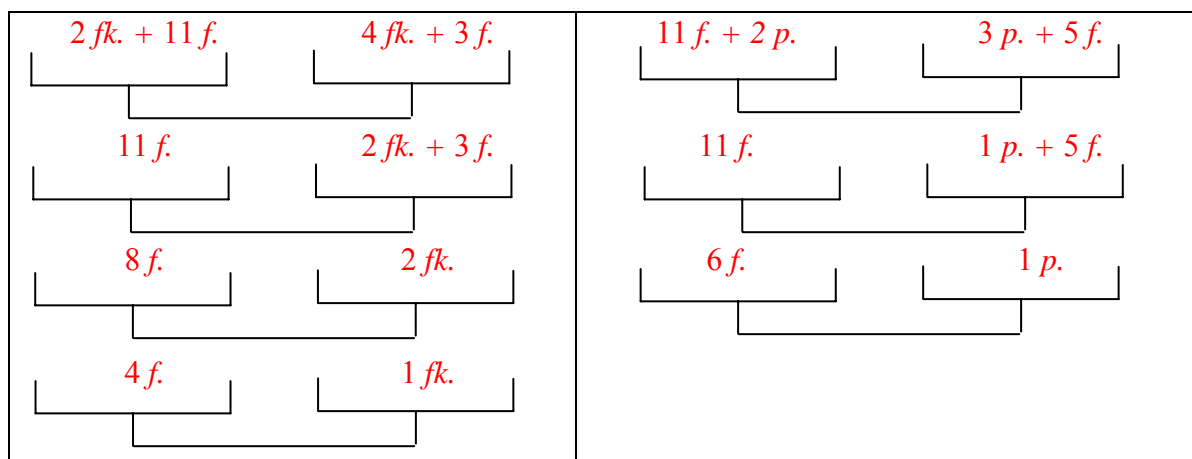 2 fk. + 11 f. 4 fk. + 3 f.
11 f. 2 fk. + 3 f.
8 f. 2 fk.
4 f. 1 fk.
11 f. + 2 p. 3 p. + 5 f.
11 f. 1 p. + 5 f.
6 f. 1 p.